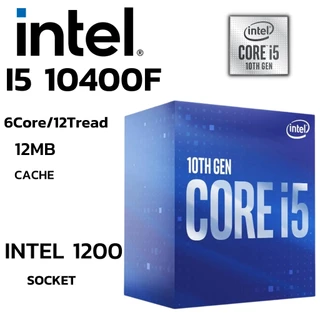 intel®
I5 10400F
intel
CORE i5
10TH GEN
6Core/12Tread
12MB
CACHE
intel
10TH GEN
CORE i5
INTEL 1200
SOCKET